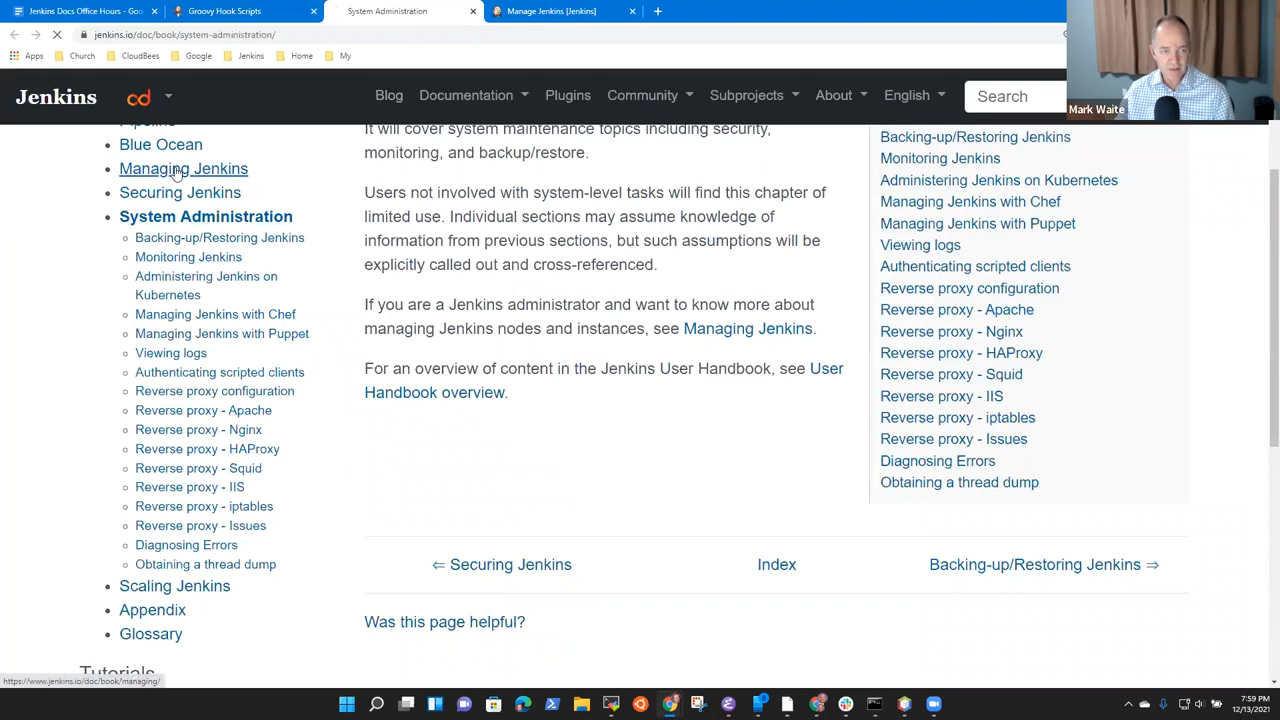 Jenkins Docs Office Hours - Goo
Groovy Hook Scripts
System Administration
Manage Jenkins [Jenkins]
jenkins.io/doc/book/system-administration/
Apps
Church
CloudBees
Google
Jenkins
Home
My
Jenkins
cd
Blog
Documentation
Plugins
Community
Subprojects
About
English
Search
Mark Waite
Pipeline
Blue Ocean
Managing Jenkins
Securing Jenkins
System Administration
Backing-up/Restoring Jenkins
Monitoring Jenkins
Administering Jenkins on
Kubernetes
Managing Jenkins with Chef
Managing Jenkins with Puppet
Viewing logs
Authenticating scripted clients
Reverse proxy configuration
Reverse proxy - Apache
Reverse proxy - Nginx
Reverse proxy - HAProxy
Reverse proxy - Squid
Reverse proxy - IIS
Reverse proxy - iptables
Reverse proxy - Issues
Diagnosing Errors
Obtaining a thread dump
Scaling Jenkins
Appendix
Glossary
Tutorials
It will cover system maintenance topics including security,
monitoring, and backup/restore.
Users not involved with system-level tasks will find this chapter
of limited use. Individual sections may assume knowledge of
information from previous sections, but such assumptions will be
explicitly called out and cross-referenced.
If you are a Jenkins administrator and want to know more about
managing Jenkins nodes and instances, see Managing Jenkins.
For an overview of content in the Jenkins User Handbook, see User
Handbook overview.
⇐ Securing Jenkins
Index
Backing-up/Restoring Jenkins ⇒
Was this page helpful?
Backing-up/Restoring Jenkins
Monitoring Jenkins
Administering Jenkins on Kubernetes
Managing Jenkins with Chef
Managing Jenkins with Puppet
Viewing logs
Authenticating scripted clients
Reverse proxy configuration
Reverse proxy - Apache
Reverse proxy - Nginx
Reverse proxy - HAProxy
Reverse proxy - Squid
Reverse proxy - IIS
Reverse proxy - iptables
Reverse proxy - Issues
Diagnosing Errors
Obtaining a thread dump
https://www.jenkins.io/doc/book/managing/
7:59 PM
12/13/2021